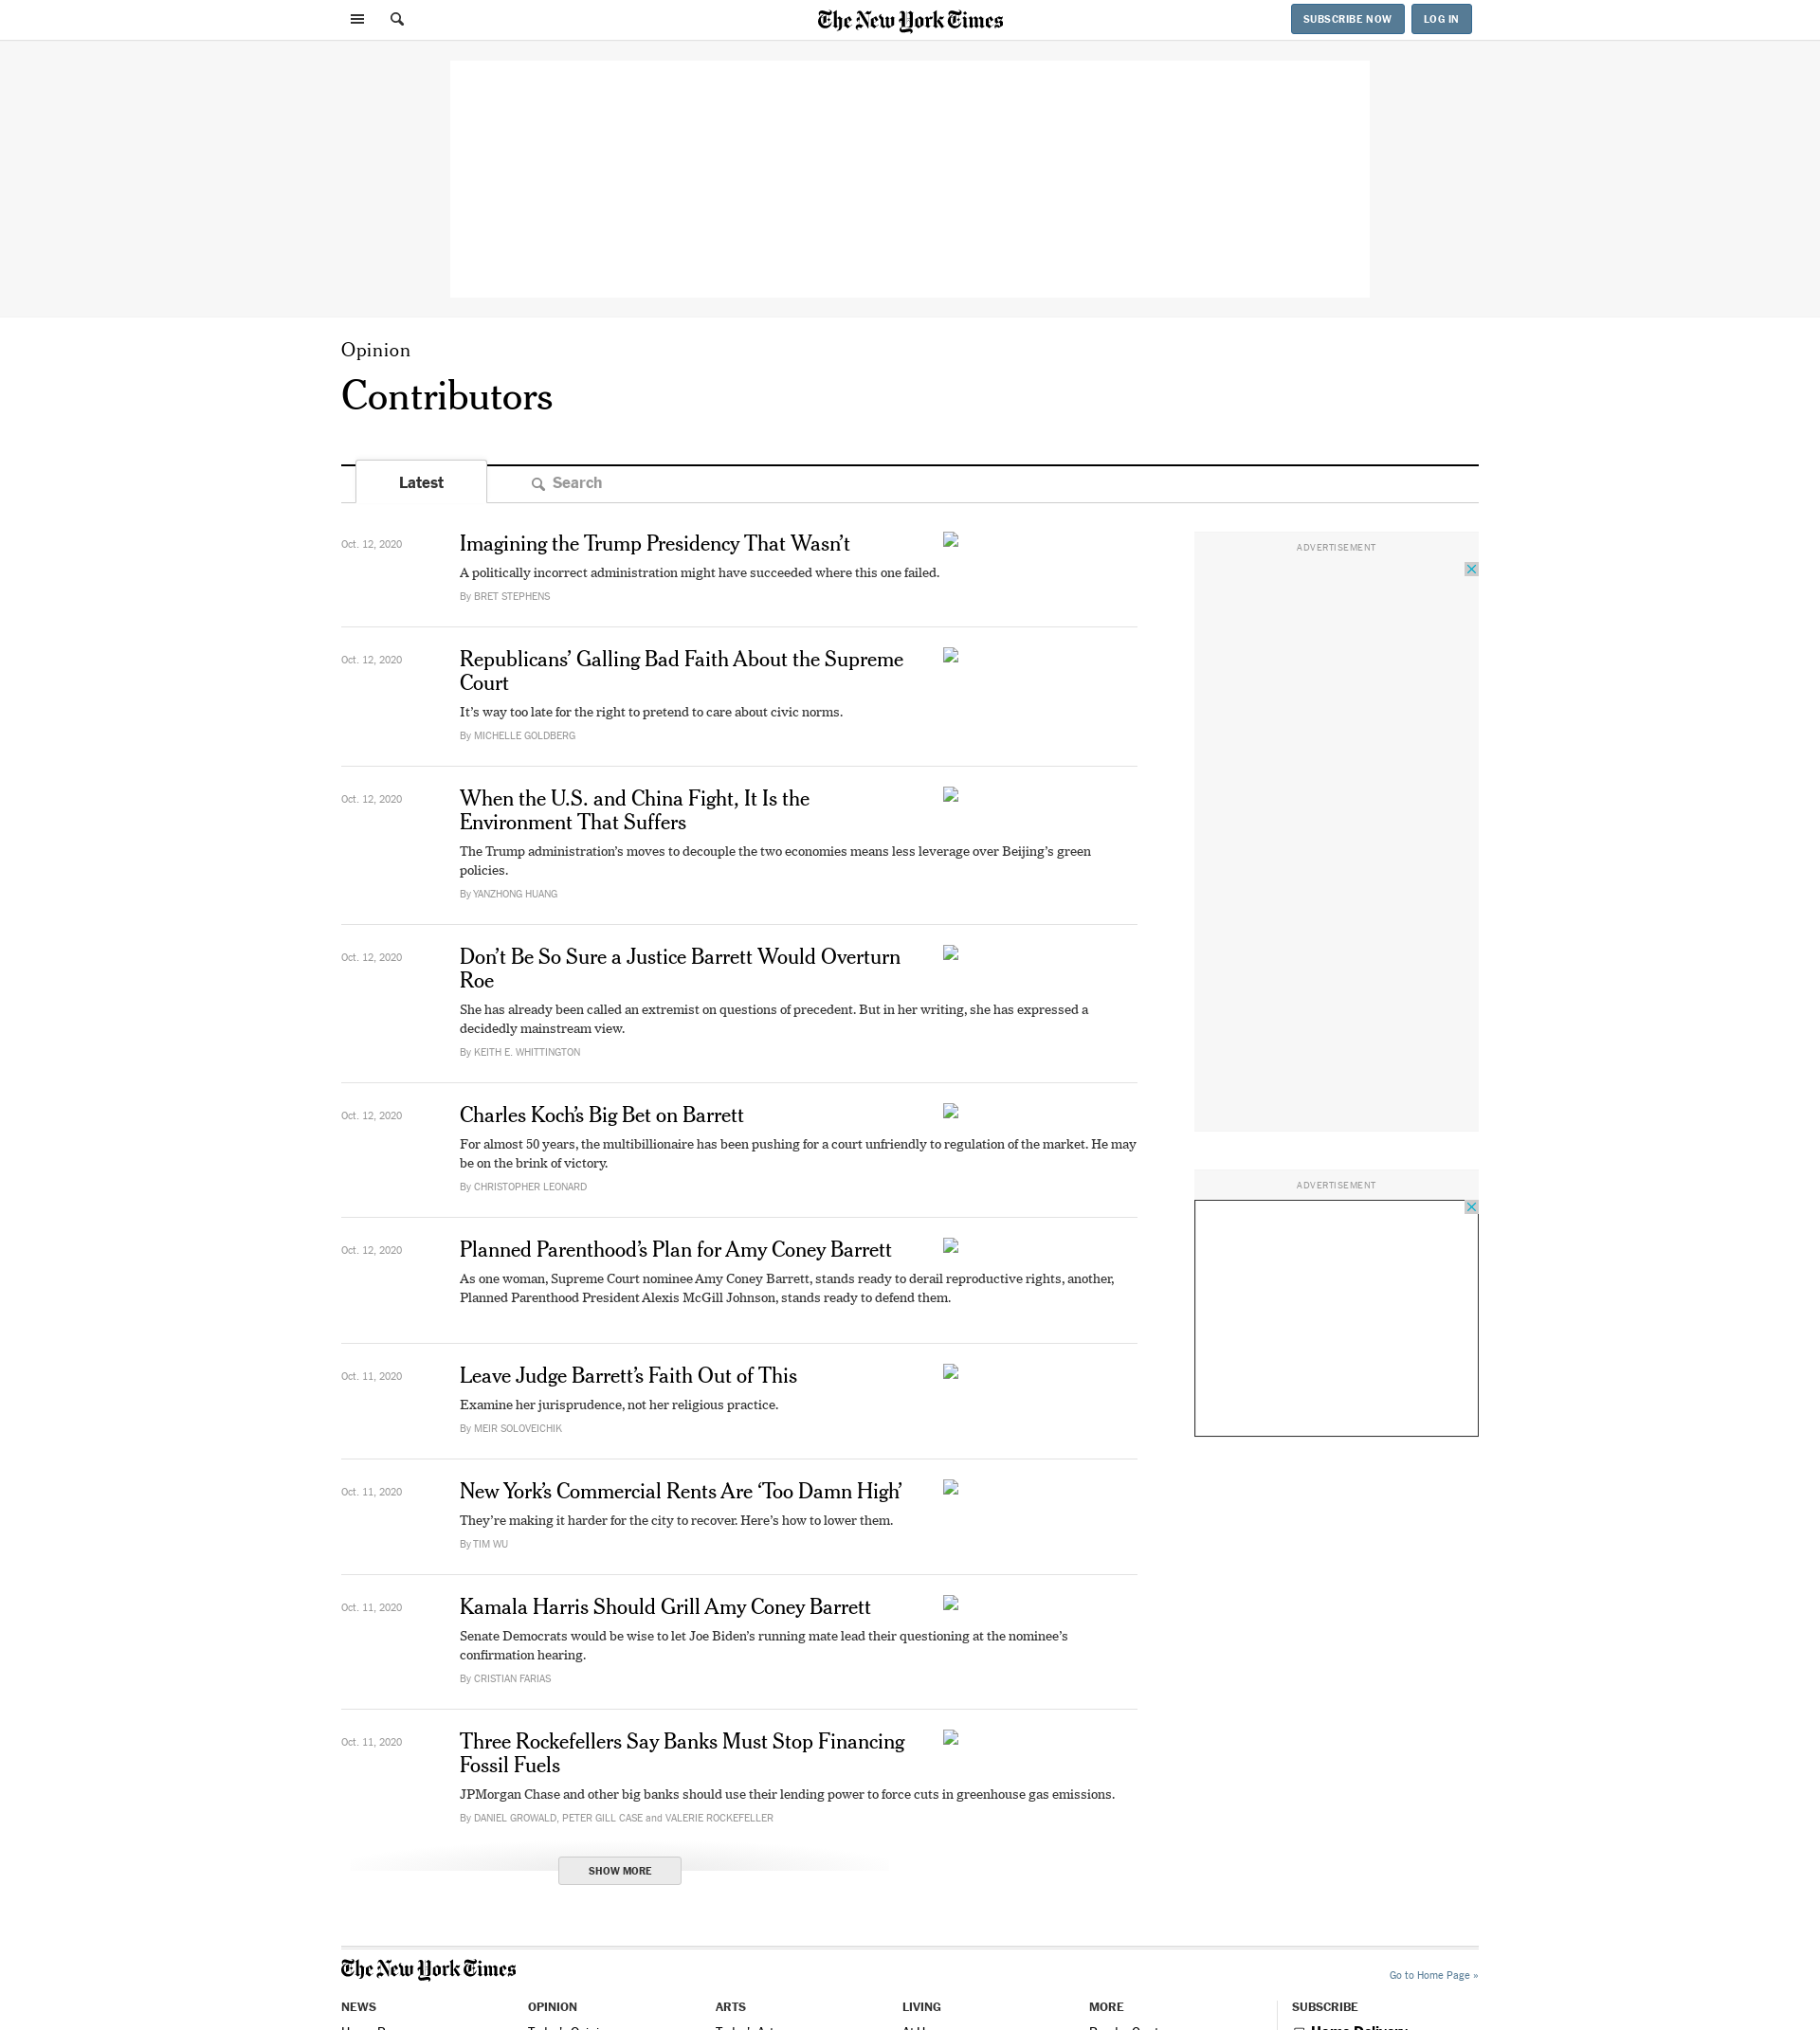 The New York Times
SUBSCRIBE NOW
LOG IN
Opinion
Contributors
Latest
Search
Oct. 12, 2020
Imagining the Trump Presidency That Wasn’t
A politically incorrect administration might have succeeded where this one failed.
By BRET STEPHENS
Oct. 12, 2020
Republicans’ Galling Bad Faith About the Supreme
Court
It’s way too late for the right to pretend to care about civic norms.
By MICHELLE GOLDBERG
Oct. 12, 2020
When the U.S. and China Fight, It Is the
Environment That Suffers
The Trump administration’s moves to decouple the two economies means less leverage over Beijing’s green
policies.
By YANZHONG HUANG
Oct. 12, 2020
Don’t Be So Sure a Justice Barrett Would Overturn
Roe
She has already been called an extremist on questions of precedent. But in her writing, she has expressed a
decidedly mainstream view.
By KEITH E. WHITTINGTON
Oct. 12, 2020
Charles Koch’s Big Bet on Barrett
For almost 50 years, the multibillionaire has been pushing for a court unfriendly to regulation of the market. He may
be on the brink of victory.
By CHRISTOPHER LEONARD
Oct. 12, 2020
Planned Parenthood’s Plan for Amy Coney Barrett
As one woman, Supreme Court nominee Amy Coney Barrett, stands ready to derail reproductive rights, another,
Planned Parenthood President Alexis McGill Johnson, stands ready to defend them.
Oct. 11, 2020
Leave Judge Barrett’s Faith Out of This
Examine her jurisprudence, not her religious practice.
By MEIR SOLOVEICHIK
Oct. 11, 2020
New York’s Commercial Rents Are ‘Too Damn High’
They’re making it harder for the city to recover. Here’s how to lower them.
By TIM WU
Oct. 11, 2020
Kamala Harris Should Grill Amy Coney Barrett
Senate Democrats would be wise to let Joe Biden’s running mate lead their questioning at the nominee’s
confirmation hearing.
By CRISTIAN FARIAS
Oct. 11, 2020
Three Rockefellers Say Banks Must Stop Financing
Fossil Fuels
JPMorgan Chase and other big banks should use their lending power to force cuts in greenhouse gas emissions.
By DANIEL GROWALD, PETER GILL CASE and VALERIE ROCKEFELLER
SHOW MORE
ADVERTISEMENT
ADVERTISEMENT
The New York Times
Go to Home Page »
NEWS
OPINION
ARTS
LIVING
MORE
SUBSCRIBE
Home Delivery